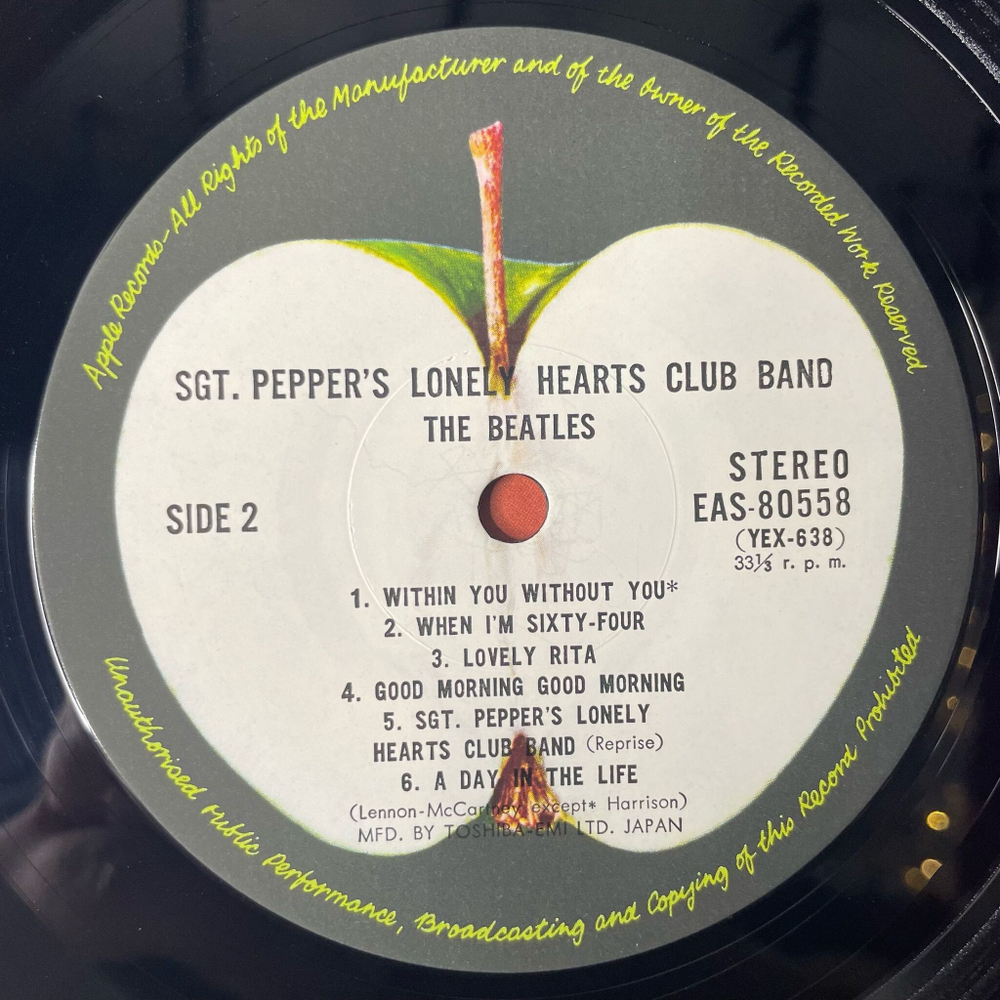 Apple Records-All Rights of the Manufacturer and of the Owner of the Recorded Work Reserved
SGT. PEPPER'S LONELY HEARTS CLUB BAND
THE BEATLES
STEREO
EAS-80558
(YEX-638)
33⅓ r. p. m.
SIDE 2
1. WITHIN YOU WITHOUT YOU*
2. WHEN I'M SIXTY-FOUR
3. LOVELY RITA
4. GOOD MORNING GOOD MORNING
5. SGT. PEPPER'S LONELY
HEARTS CLUB BAND (Reprise)
6. A DAY IN THE LIFE
(Lennon-McCartney except* Harrison)
MFD. BY TOSHIBA-EMI LTD. JAPAN
Unauthorised Public Performance, Broadcasting and Copying of this Record Prohibited